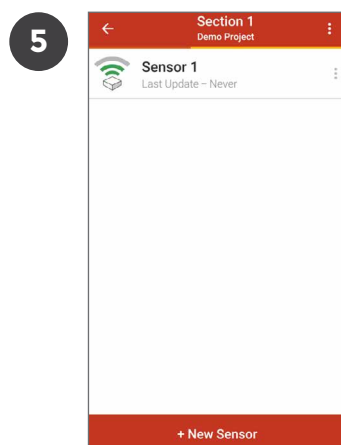 5
Section 1
Demo Project
Sensor 1
Last Update – Never
+ New Sensor